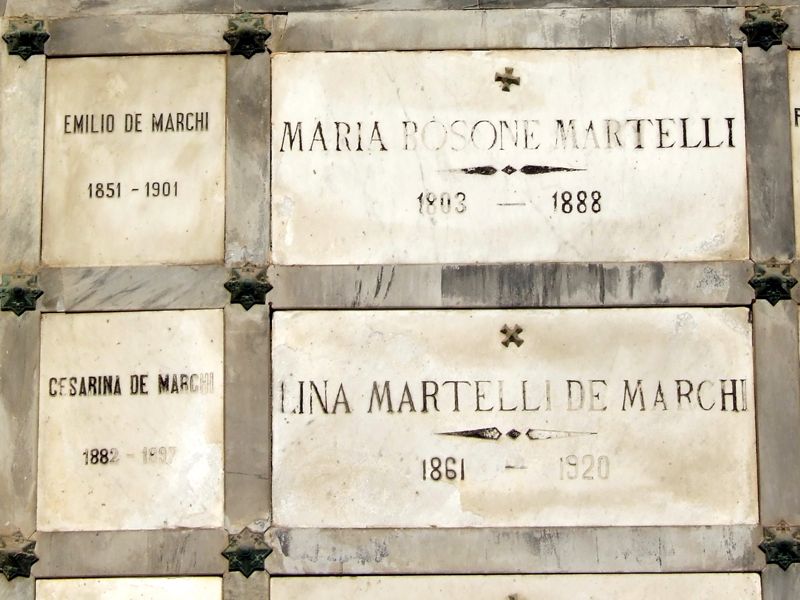 EMILIO DE MARCHI
1851 - 1901
MARIA BOSONE MARTELLI
1803 — 1888
CESARINA DE MARCHI
1882 - 1897
LINA MARTELLI DE MARCHI
1861 — 1920